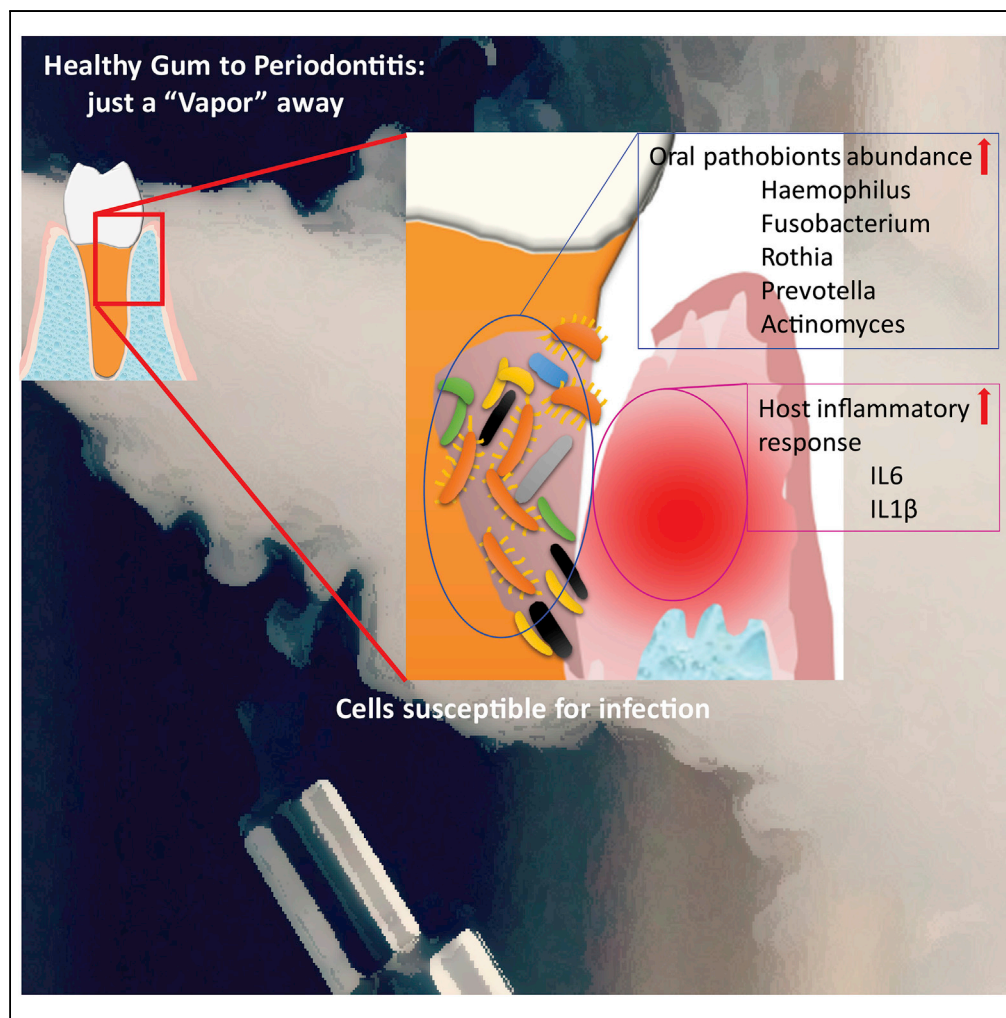 Healthy Gum to Periodontitis:
just a “Vapor” away
Oral pathobionts abundance
Haemophilus
Fusobacterium
Rothia
Prevotella
Actinomyces
Host inflammatory
response
IL6
IL1β
Cells susceptible for infection